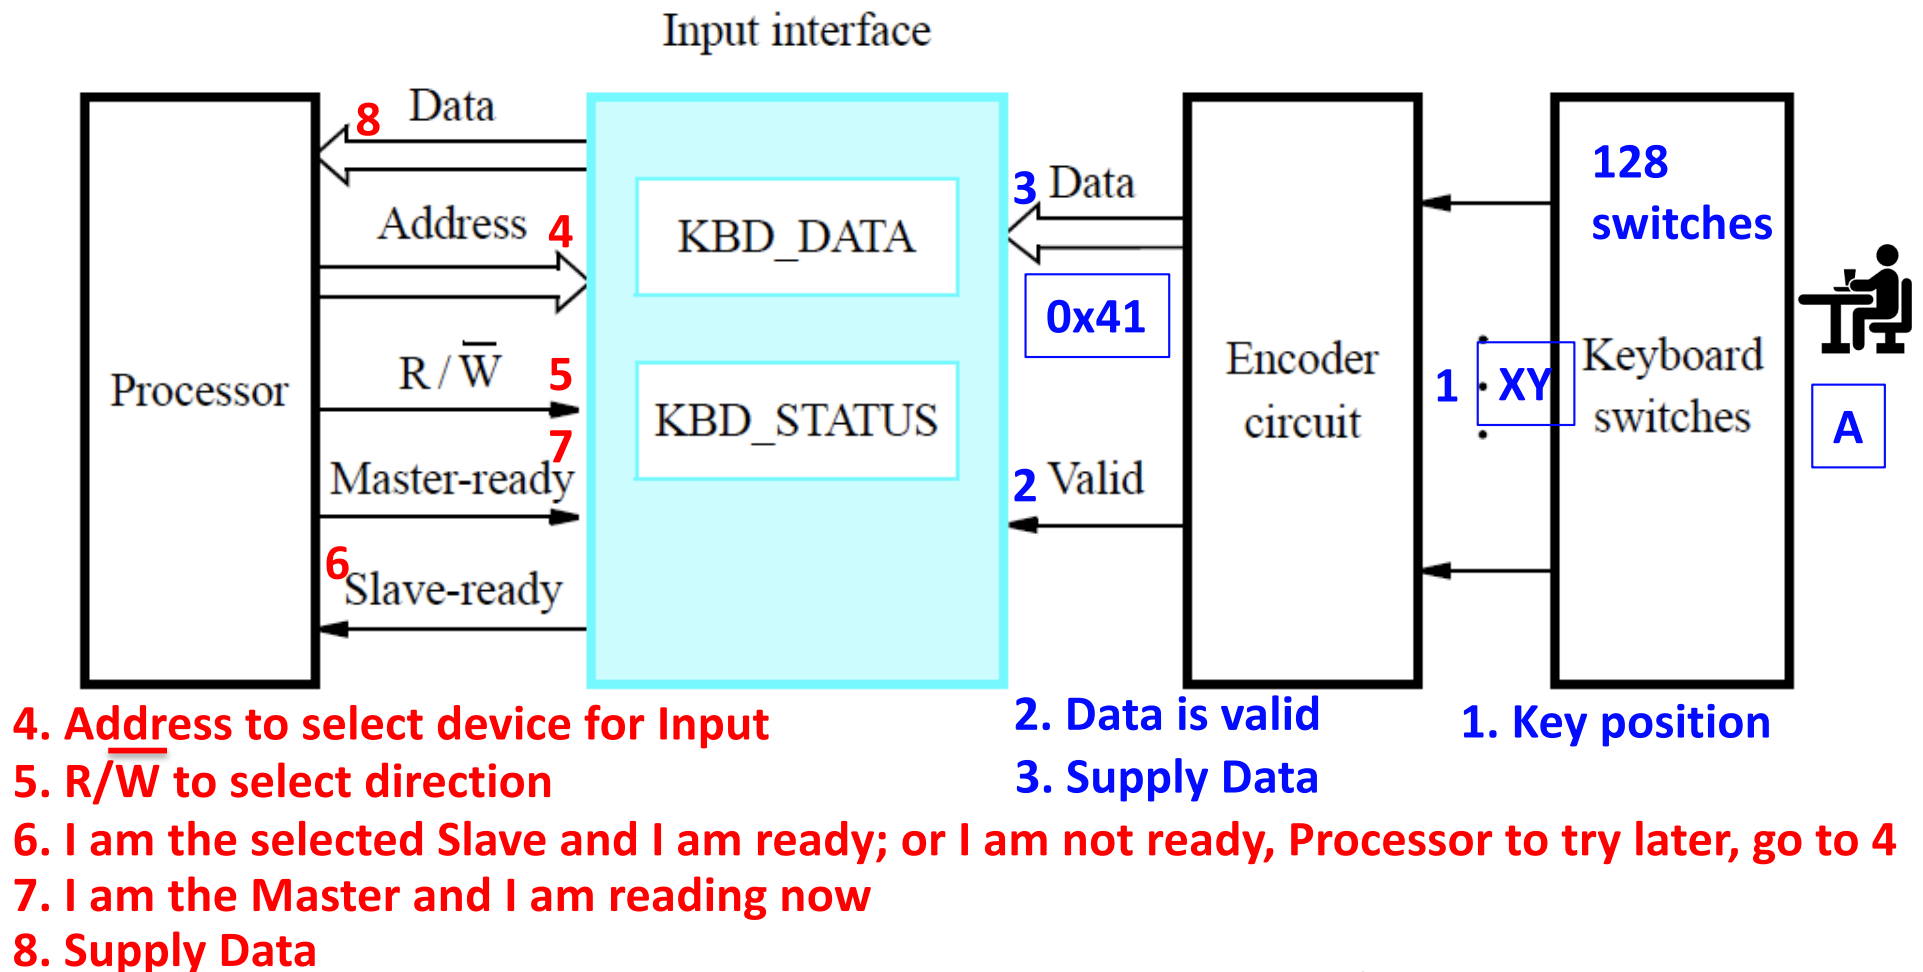 Input interface
8 Data
Address 4
R / W̅ 5
7
Master-ready
6
Slave-ready
Processor
KBD_DATA
KBD_STATUS
3 Data
0x41
2 Valid
Encoder
circuit
1 XY
128
switches
Keyboard
switches
A
4. Address to select device for Input
5. R/W̅ to select direction
6. I am the selected Slave and I am ready; or I am not ready, Processor to try later, go to 4
7. I am the Master and I am reading now
8. Supply Data
2. Data is valid
3. Supply Data
1. Key position